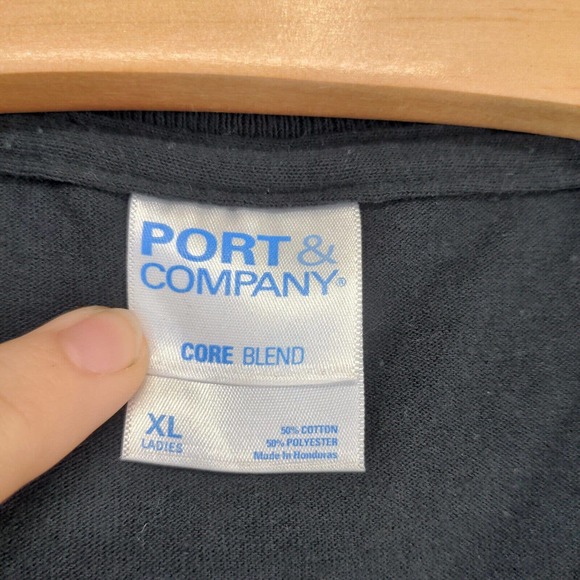 PORT &
COMPANY®
CORE BLEND
XL
LADIES
50% COTTON
50% POLYESTER
Made In Honduras